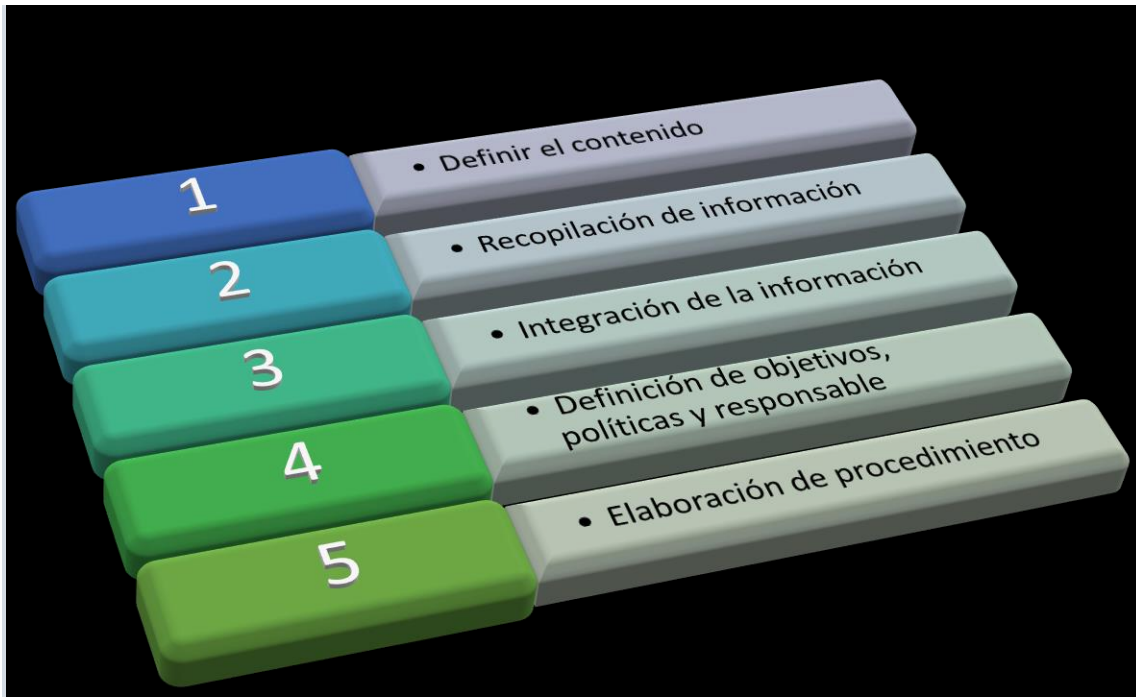 1
• Definir el contenido
2
• Recopilación de información
3
• Integración de la información
4
• Definición de objetivos,
políticas y responsable
5
• Elaboración de procedimiento